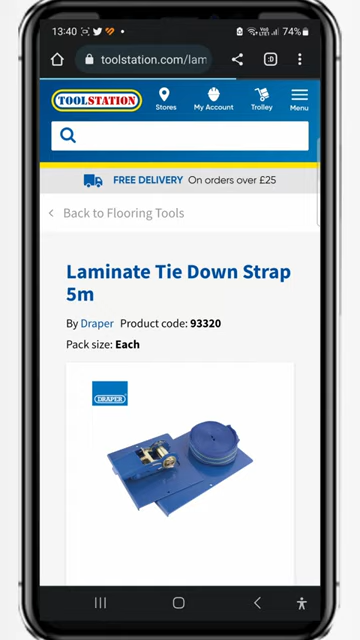 13:40
74%
toolstation.com/lam
TOOLSTATION
Stores
My Account
Trolley
Menu
FREE DELIVERY On orders over £25
Back to Flooring Tools
Laminate Tie Down Strap
5m
By Draper Product code: 93320
Pack size: Each
DRAPER